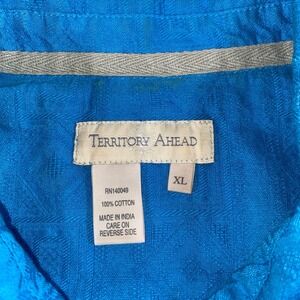 TERRITORY AHEAD
XL
RN140049
100% COTTON
MADE IN INDIA
CARE ON
REVERSE SIDE